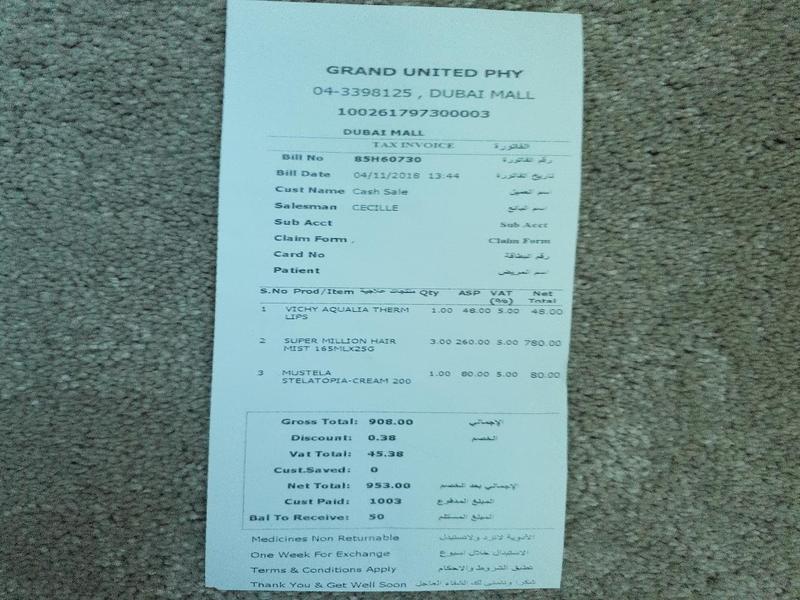 GRAND UNITED PHY
04-3398125 , DUBAI MALL
100261797300003
DUBAI MALL
TAX INVOICE الفاتورة
Bill No 85H60730 رقم الفاتورة
Bill Date 04/11/2018 13:44 تاريخ الفاتورة
Cust Name Cash Sale اسم العميل
Salesman CECILLE اسم البائع
Sub Acct Sub Acct
Claim Form . Claim Form
Card No رقم البطاقة
Patient اسم المريض
S.No Prod/Item منتجات علاجية Qty ASP VAT (%) Net Total
1 VICHY AQUALIA THERM 1.00 48.00 5.00 48.00
LIPS
2 SUPER MILLION HAIR 3.00 260.00 5.00 780.00
MIST 165MLX25G
3 MUSTELA 1.00 80.00 5.00 80.00
STELATOPIA-CREAM 200
Gross Total: 908.00 الإجمالي
Discount: 0.38 الخصم
Vat Total: 45.38
Cust.Saved: 0
Net Total: 953.00 الإجمالي بعد الخصم
Cust Paid: 1003 المبلغ المدفوع
Bal To Receive: 50 المبلغ المستلم
Medicines Non Returnable الأدوية لاترد ولاتستبدل
One Week For Exchange الاستبدال خلال اسبوع
Terms & Conditions Apply تطبق الشروط والاحكام
Thank You & Get Well Soon شكرا ونتمنى لك الشفاء العاجل